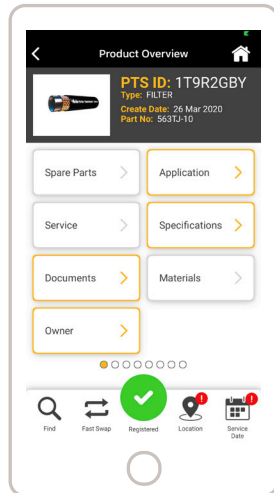 Product Overview
PTS ID: 1T9R2GBY
Type: FILTER
Create Date: 26 Mar 2020
Part No: 563TJ-10
Spare Parts
Application
Service
Specifications
Documents
Materials
Owner
Find
Fast Swap
Registered
!
Location
!
Service
Date